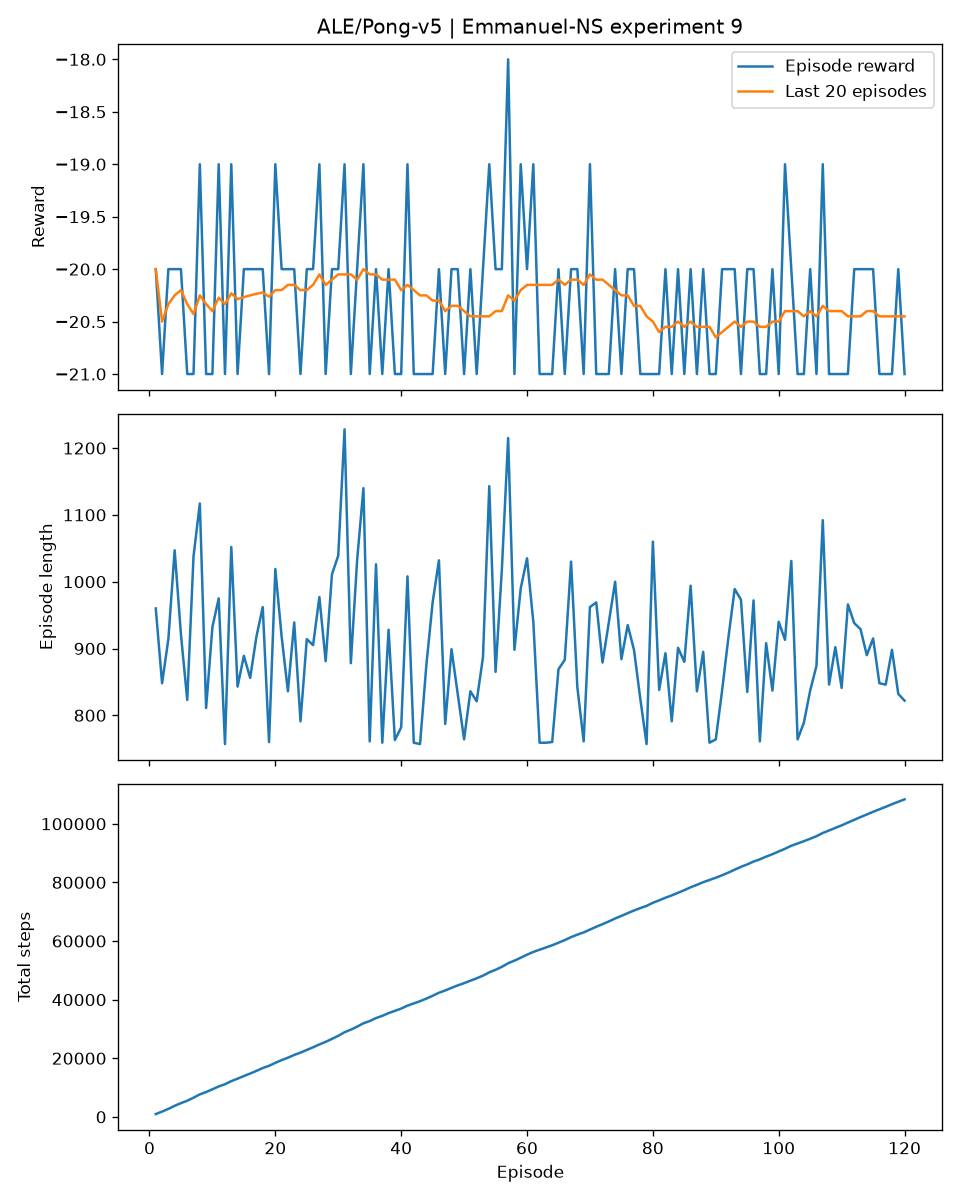 ALE/Pong-v5 | Emmanuel-NS experiment 9
Episode reward
Last 20 episodes
−18.0
−18.5
−19.0
−19.5
−20.0
−20.5
−21.0
Reward
1200
1100
1000
900
800
Episode length
100000
80000
60000
40000
20000
0
Total steps
0 20 40 60 80 100 120
Episode